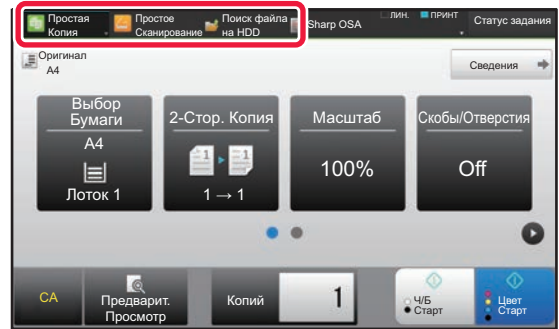 Простая
Копия
Простое
Сканирование
Поиск файла
на HDD
Sharp OSA
ЛИН.
ПРИНТ
Статус задания
Оригинал
A4
Сведения
Выбор
Бумаги
A4
Лоток 1
2-Стор. Копия
1
1
1 → 1
Масштаб
100%
Скобы/Отверстия
Off
CA
Предварит.
Просмотр
Копий
1
Ч/Б
Старт
Цвет
Старт